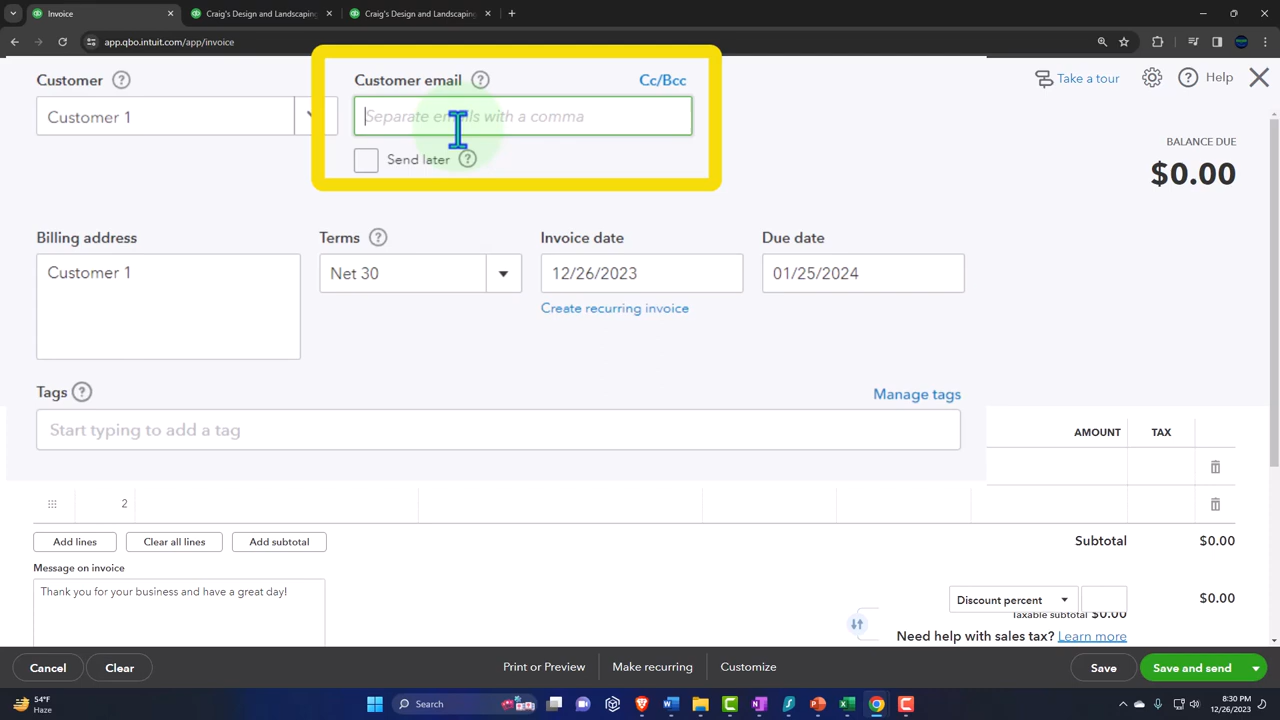 Invoice
Craig's Design and Landscaping
Craig's Design and Landscaping
app.qbo.intuit.com/app/invoice
Customer ?
Customer email ?
Cc/Bcc
Take a tour
? Help
Customer 1
Separate emails with a comma
BALANCE DUE
$0.00
Send later ?
Billing address
Terms ?
Invoice date
Due date
Customer 1
Net 30
12/26/2023
01/25/2024
Create recurring invoice
Tags ?
Manage tags
Start typing to add a tag
AMOUNT
TAX
2
Add lines
Clear all lines
Add subtotal
Subtotal
$0.00
Message on invoice
Thank you for your business and have a great day!
Discount percent
$0.00
Taxable subtotal $0.00
Need help with sales tax? Learn more
Cancel
Clear
Print or Preview
Make recurring
Customize
Save
Save and send
54°F
Haze
Search
8:30 PM
12/26/2023